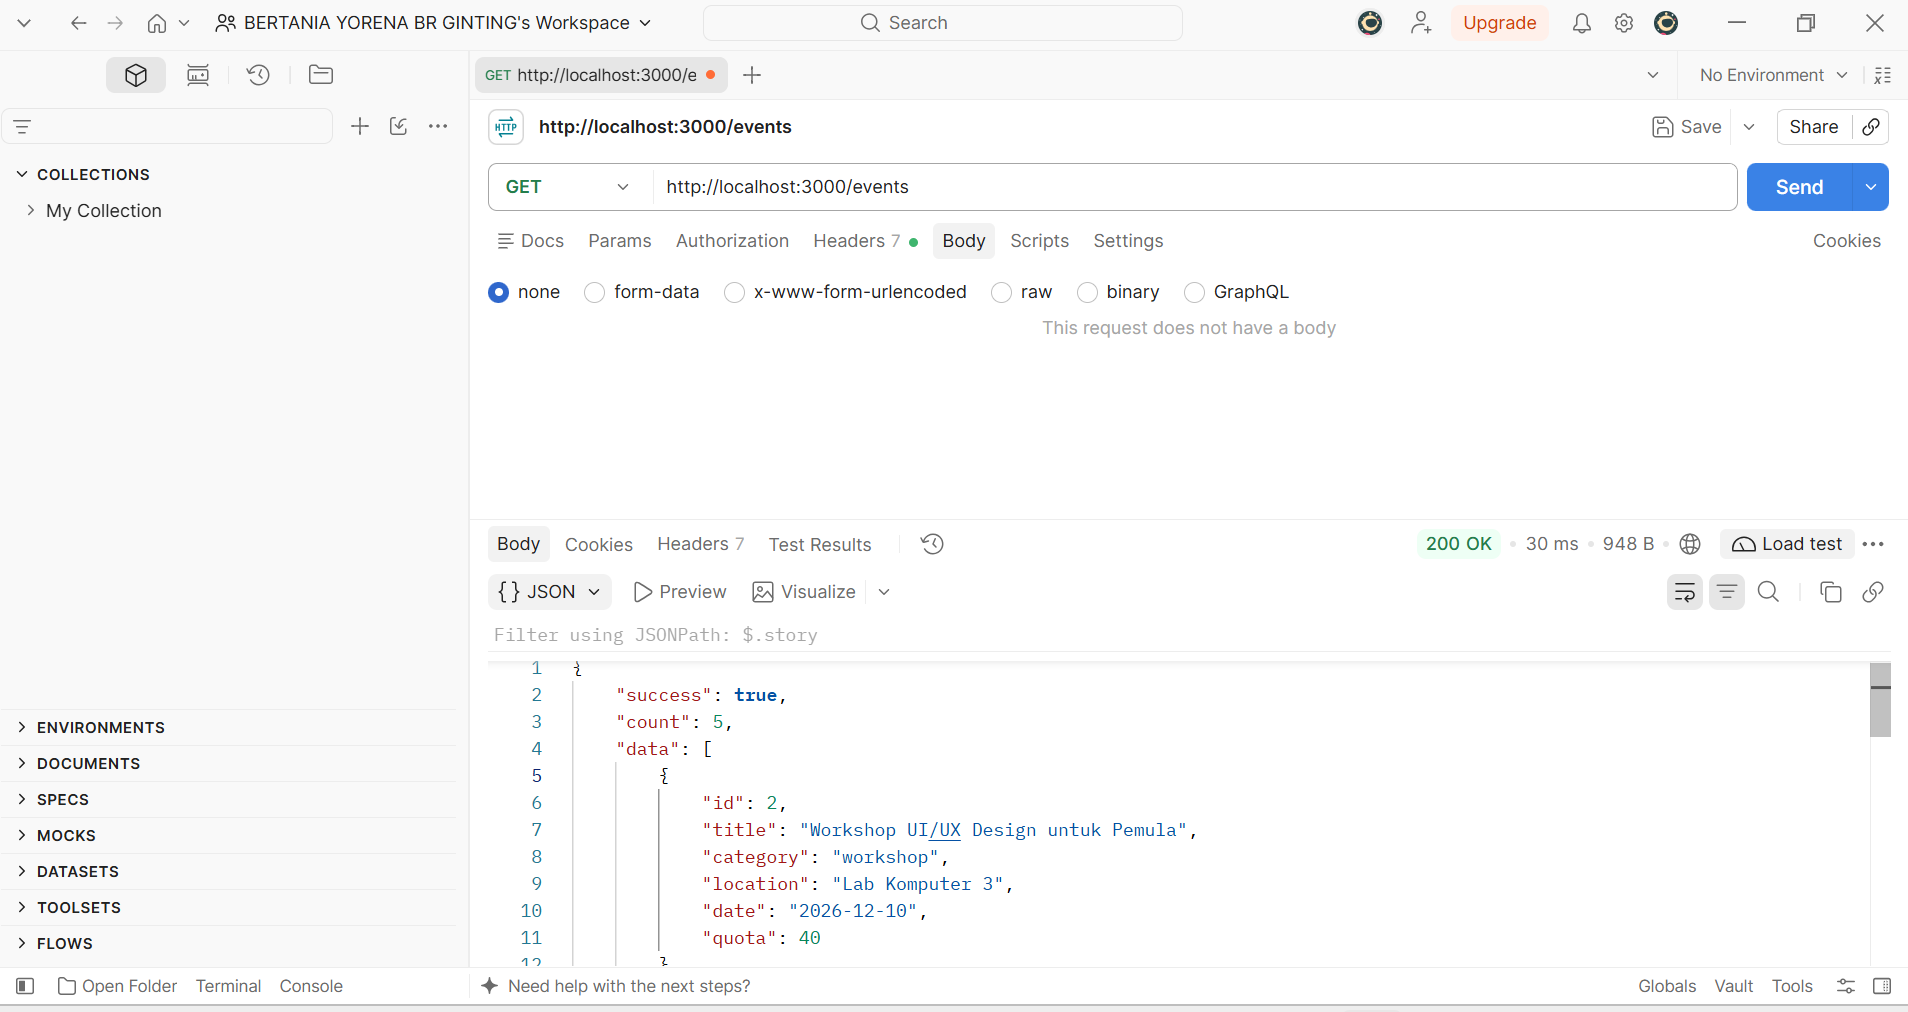 BERTANIA YORENA BR GINTING's Workspace
Search
Upgrade
GET http://localhost:3000/e
No Environment
HTTP http://localhost:3000/events
Save
Share
COLLECTIONS
My Collection
GET http://localhost:3000/events
Send
Docs Params Authorization Headers 7 Body Scripts Settings Cookies
none form-data x-www-form-urlencoded raw binary GraphQL
This request does not have a body
Body Cookies Headers 7 Test Results
200 OK 30 ms 948 B Load test
{} JSON Preview Visualize
Filter using JSONPath: $.story
1 {
2 "success": true,
3 "count": 5,
4 "data": [
5 {
6 "id": 2,
7 "title": "Workshop UI/UX Design untuk Pemula",
8 "category": "workshop",
9 "location": "Lab Komputer 3",
10 "date": "2026-12-10",
11 "quota": 40
12 }
ENVIRONMENTS
DOCUMENTS
SPECS
MOCKS
DATASETS
TOOLSETS
FLOWS
Open Folder Terminal Console
Need help with the next steps?
Globals Vault Tools